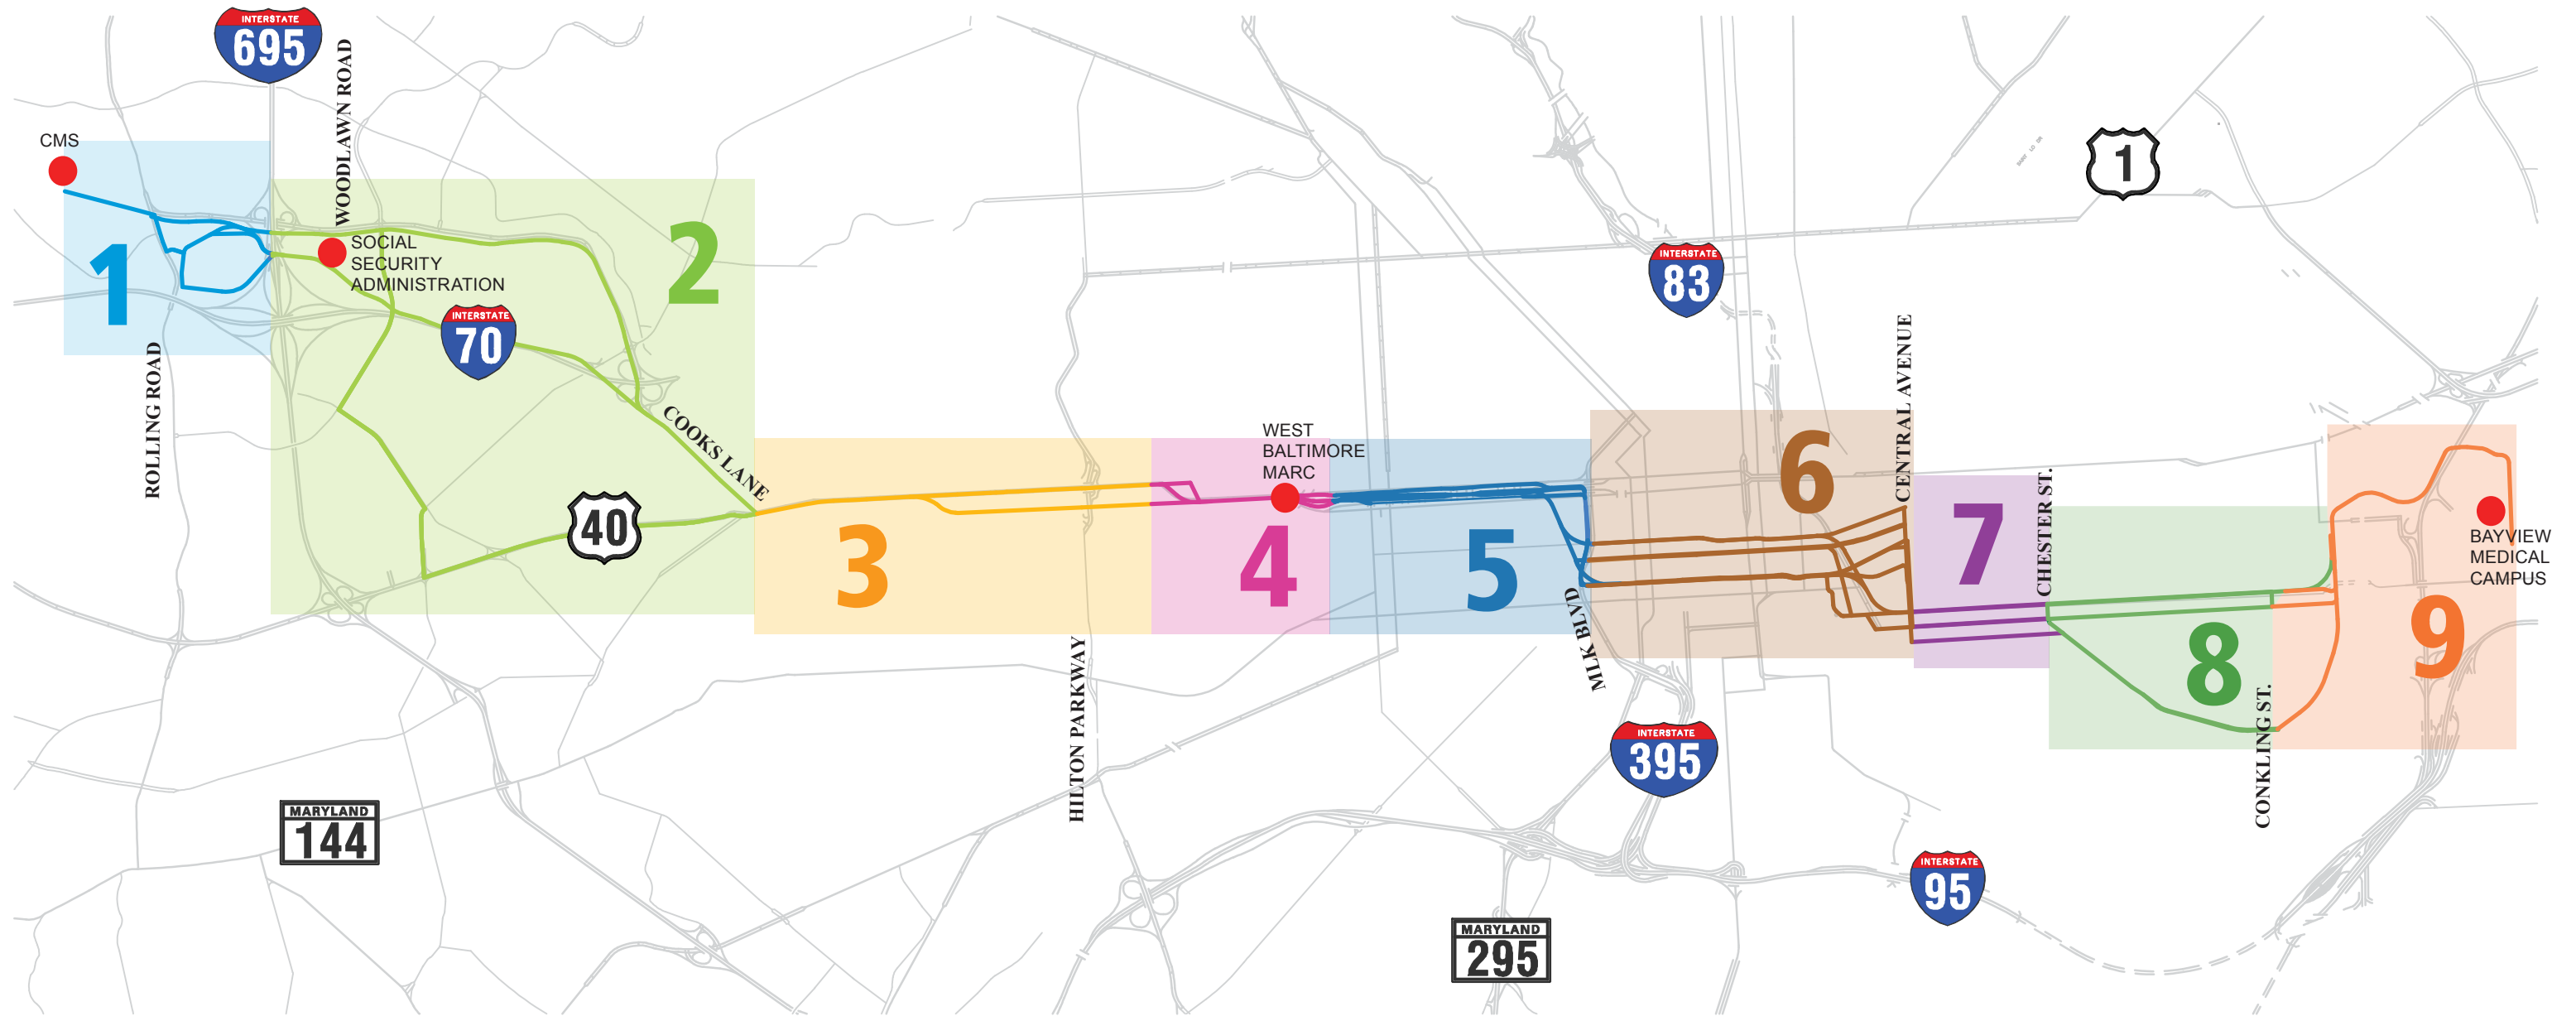 INTERSTATE
695
WOODLAWN ROAD
CMS
1
SOCIAL
SECURITY
ADMINISTRATION
2
INTERSTATE
70
ROLLING ROAD
COOKS LANE
40
3
HILTON PARKWAY
WEST
BALTIMORE
MARC
4
5
MLK BLVD
INTERSTATE
83
1
6
CENTRAL AVENUE
7
CHESTER ST.
8
CONKLING ST.
9
BAYVIEW
MEDICAL
CAMPUS
INTERSTATE
395
MARYLAND
144
MARYLAND
295
INTERSTATE
95